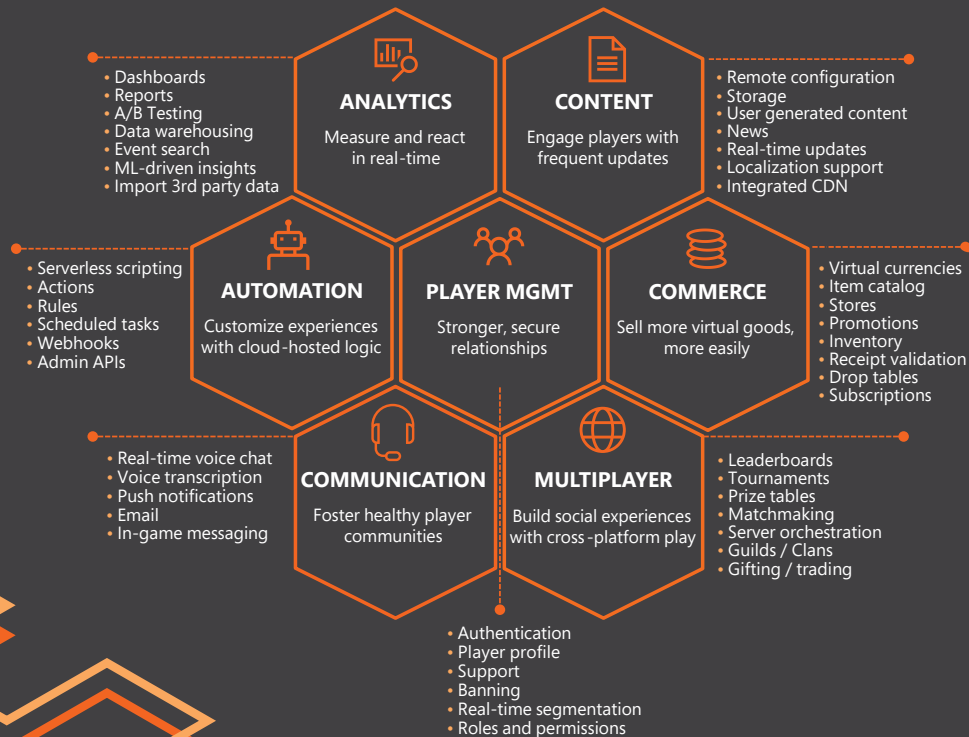 ANALYTICS
Measure and react
in real-time
• Dashboards
• Reports
• A/B Testing
• Data warehousing
• Event search
• ML-driven insights
• Import 3rd party data
CONTENT
Engage players with
frequent updates
• Remote configuration
• Storage
• User generated content
• News
• Real-time updates
• Localization support
• Integrated CDN
AUTOMATION
Customize experiences
with cloud-hosted logic
• Serverless scripting
• Actions
• Rules
• Scheduled tasks
• Webhooks
• Admin APIs
PLAYER MGMT
Stronger, secure
relationships
COMMERCE
Sell more virtual goods,
more easily
• Virtual currencies
• Item catalog
• Stores
• Promotions
• Inventory
• Receipt validation
• Drop tables
• Subscriptions
COMMUNICATION
Foster healthy player
communities
• Real-time voice chat
• Voice transcription
• Push notifications
• Email
• In-game messaging
MULTIPLAYER
Build social experiences
with cross-platform play
• Leaderboards
• Tournaments
• Prize tables
• Matchmaking
• Server orchestration
• Guilds / Clans
• Gifting / trading
• Authentication
• Player profile
• Support
• Banning
• Real-time segmentation
• Roles and permissions